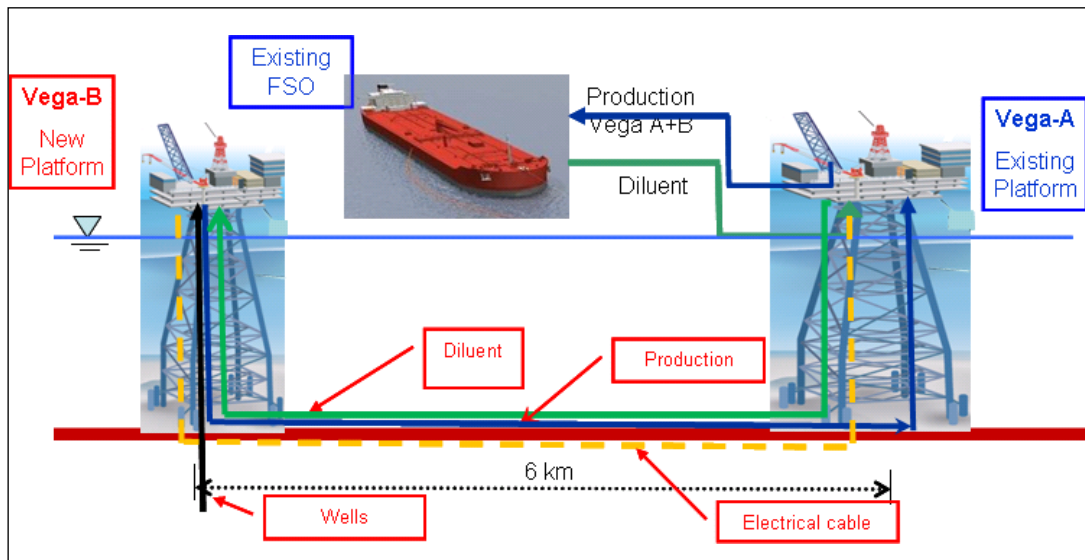 Vega-B
New
Platform
Existing
FSO
Production
Vega A+B
Diluent
Vega-A
Existing
Platform
Diluent
Production
6 km
Wells
Electrical cable